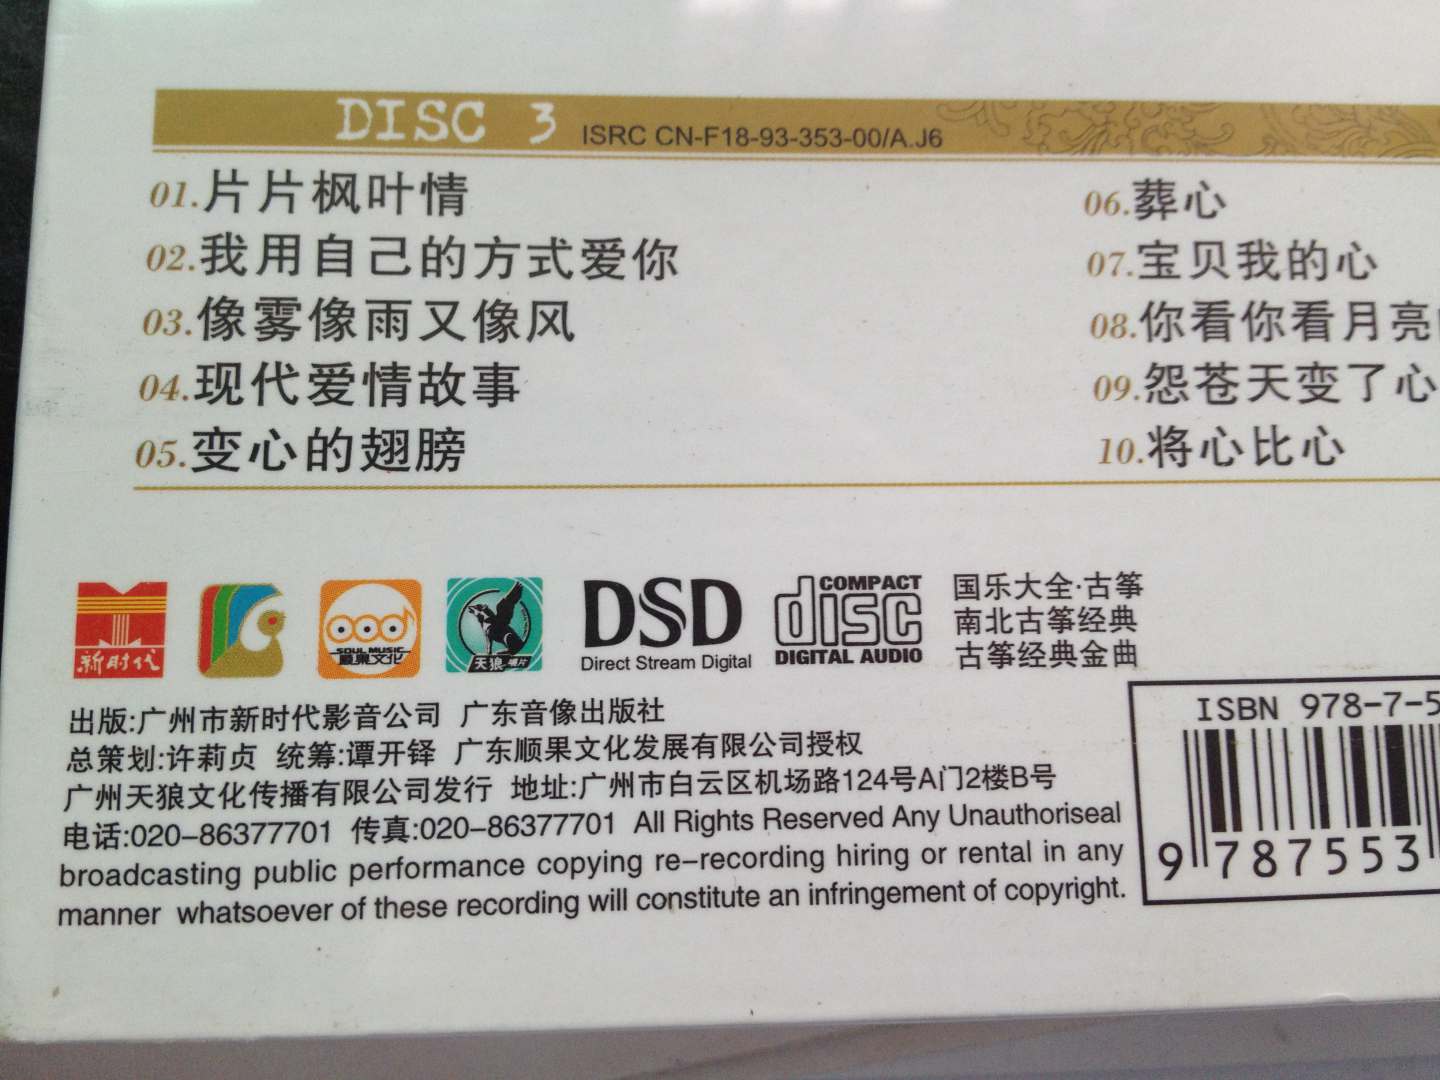 DISC 3 ISRC CN-F18-93-353-00/A.J6
01.片片枫叶情
02.我用自己的方式爱你
03.像雾像雨又像风
04.现代爱情故事
05.变心的翅膀
06.葬心
07.宝贝我的心
08.你看你看月亮
09.怨苍天变了心
10.将心比心
新时代
SOUL MUSIC
顺果文化
天狼唱片
DSD
Direct Stream Digital
COMPACT
disc
DIGITAL AUDIO
国乐大全·古筝
南北古筝经典
古筝经典金曲
出版:广州市新时代影音公司 广东音像出版社
总策划:许莉贞 统筹:谭开铎 广东顺果文化发展有限公司授权
广州天狼文化传播有限公司发行 地址:广州市白云区机场路124号A门2楼B号
电话:020-86377701 传真:020-86377701 All Rights Reserved Any Unauthoriseal
broadcasting public performance copying re-recording hiring or rental in any
manner whatsoever of these recording will constitute an infringement of copyright.
ISBN 978-7-5
9 787553